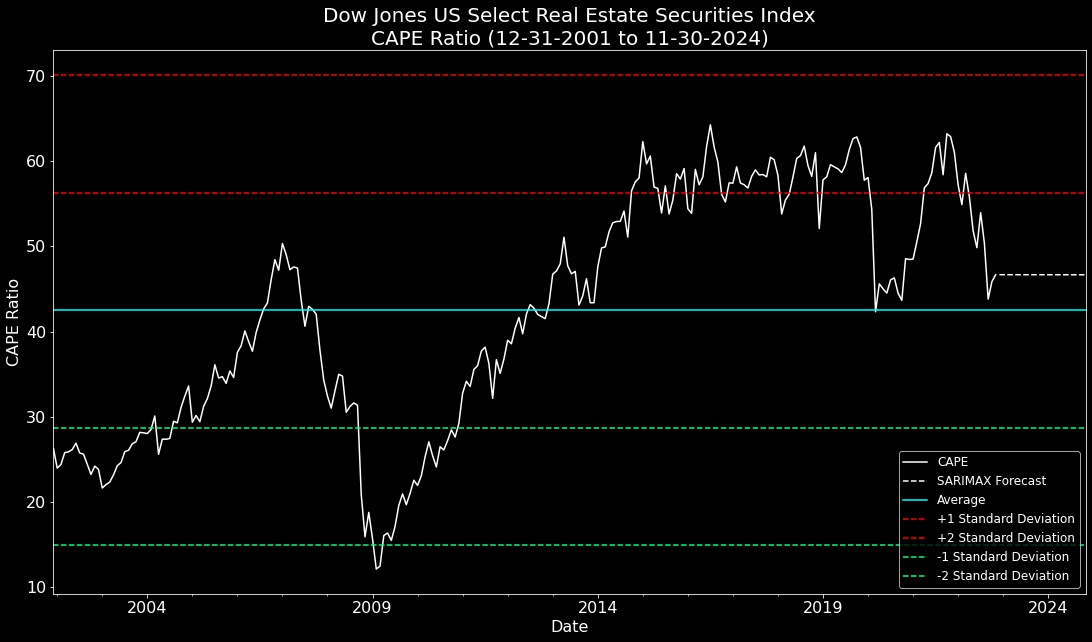 Dow Jones US Select Real Estate Securities Index
CAPE Ratio (12-31-2001 to 11-30-2024)
70
60
50
40
30
20
10
CAPE Ratio
2004 2009 2014 2019 2024
Date
CAPE
SARIMAX Forecast
Average
+1 Standard Deviation
+2 Standard Deviation
-1 Standard Deviation
-2 Standard Deviation